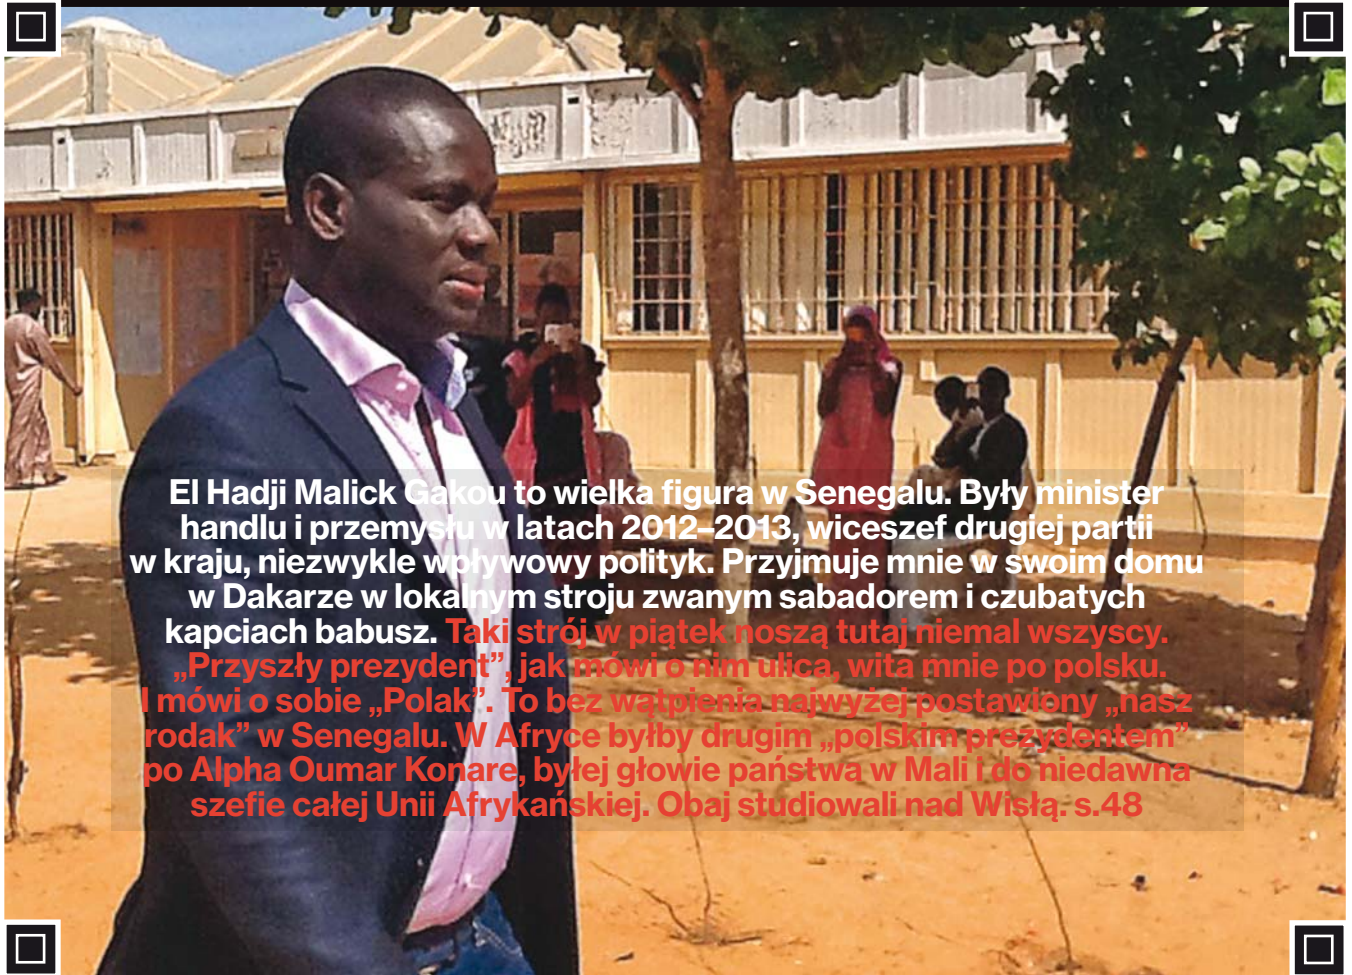 El Hadji Malick Gakou to wielka figura w Senegalu. Były minister
handlu i przemysłu w latach 2012–2013, wiceszef drugiej partii
w kraju, niezwykle wpływowy polityk. Przyjmuje mnie w swoim domu
w Dakarze w lokalnym stroju zwanym sabadorem i czubatych
kapciach babusz. Taki strój w piątek noszą tutaj niemal wszyscy.
„Przyszły prezydent”, jak mówi o nim ulica, wita mnie po polsku.
I mówi o sobie „Polak”. To bez wątpienia najwyżej postawiony „nasz
rodak” w Senegalu. W Afryce byłby drugim „polskim prezydentem”
po Alpha Oumar Konare, byłej głowie państwa w Mali i do niedawna
szefie całej Unii Afrykańskiej. Obaj studiowali nad Wisłą. s.48